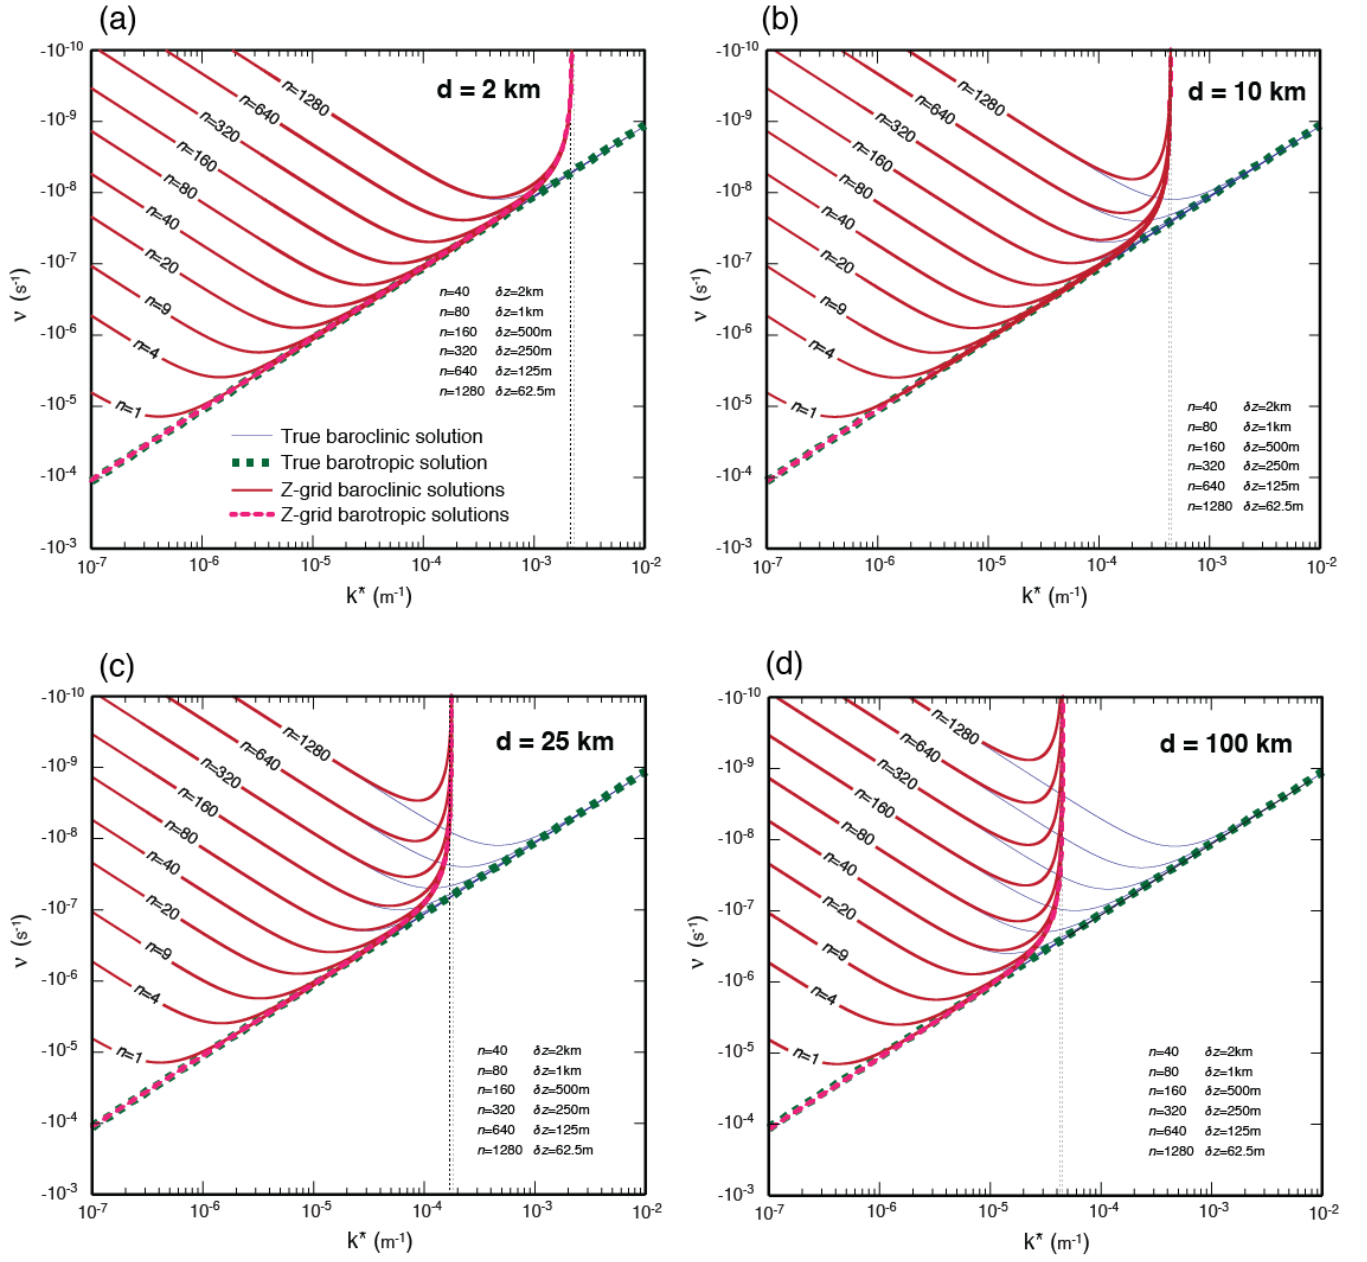 (a)
d = 2 km
-10-10
-10-9
-10-8
-10-7
-10-6
-10-5
-10-4
-10-3
ν (s-1)
n=1280
n=640
n=320
n=160
n=80
n=40
n=20
n=9
n=4
n=1
n=40 δz=2km
n=80 δz=1km
n=160 δz=500m
n=320 δz=250m
n=640 δz=125m
n=1280 δz=62.5m
True baroclinic solution
True barotropic solution
Z-grid baroclinic solutions
Z-grid barotropic solutions
10-7 10-6 10-5 10-4 10-3 10-2
k* (m-1)
(b)
d = 10 km
-10-10
-10-9
-10-8
-10-7
-10-6
-10-5
-10-4
-10-3
ν (s-1)
n=1280
n=640
n=320
n=160
n=80
n=40
n=20
n=9
n=4
n=1
n=40 δz=2km
n=80 δz=1km
n=160 δz=500m
n=320 δz=250m
n=640 δz=125m
n=1280 δz=62.5m
10-7 10-6 10-5 10-4 10-3 10-2
k* (m-1)
(c)
d = 25 km
-10-10
-10-9
-10-8
-10-7
-10-6
-10-5
-10-4
-10-3
ν (s-1)
n=1280
n=640
n=320
n=160
n=80
n=40
n=20
n=9
n=4
n=1
n=40 δz=2km
n=80 δz=1km
n=160 δz=500m
n=320 δz=250m
n=640 δz=125m
n=1280 δz=62.5m
10-7 10-6 10-5 10-4 10-3 10-2
k* (m-1)
(d)
d = 100 km
-10-10
-10-9
-10-8
-10-7
-10-6
-10-5
-10-4
-10-3
ν (s-1)
n=1280
n=640
n=320
n=160
n=80
n=40
n=20
n=9
n=4
n=1
n=40 δz=2km
n=80 δz=1km
n=160 δz=500m
n=320 δz=250m
n=640 δz=125m
n=1280 δz=62.5m
10-7 10-6 10-5 10-4 10-3 10-2
k* (m-1)